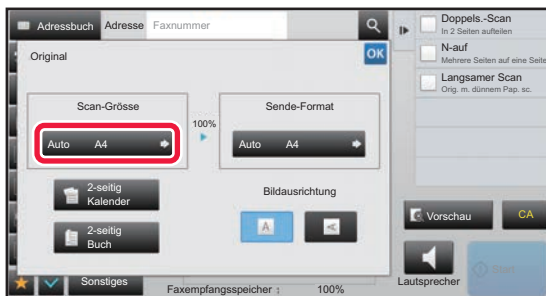 Adressbuch Adresse Faxnummer
Original
OK
Scan-Grösse
100%
Sende-Format
Auto A4
Auto A4
2-seitig
Kalender
Bildausrichtung
2-seitig
Buch
A
A
Sonstiges
Faxempfangsspeicher : 100%
Doppels.-Scan
In 2 Seiten aufteilen
N-auf
Mehrere Seiten auf eine Seite
Langsamer Scan
Orig. m. dünnem Pap. sc.
Vorschau
CA
Lautsprecher
Start